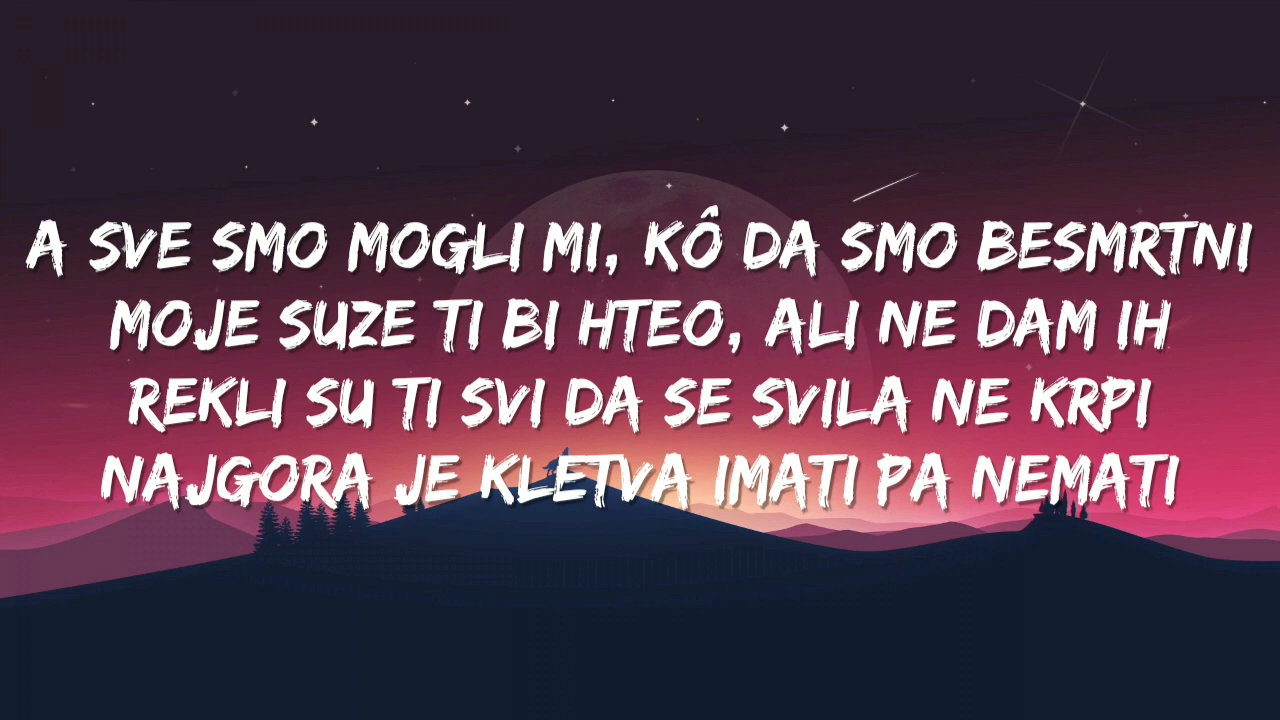 A SVE SMO MOGLI MI, KÔ DA SMO BESMRTNI
MOJE SUZE TI BI HTEO, ALI NE DAM IH
REKLI SU TI SVI DA SE SVILA NE KRPI
NAJGORA JE KLETVA IMATI PA NEMATI